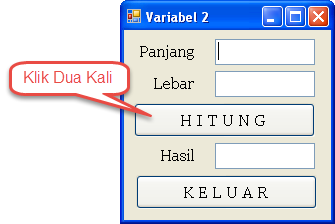 Variabel 2
Panjang
Klik Dua Kali
Lebar
H I T U N G
Hasil
K E L U A R